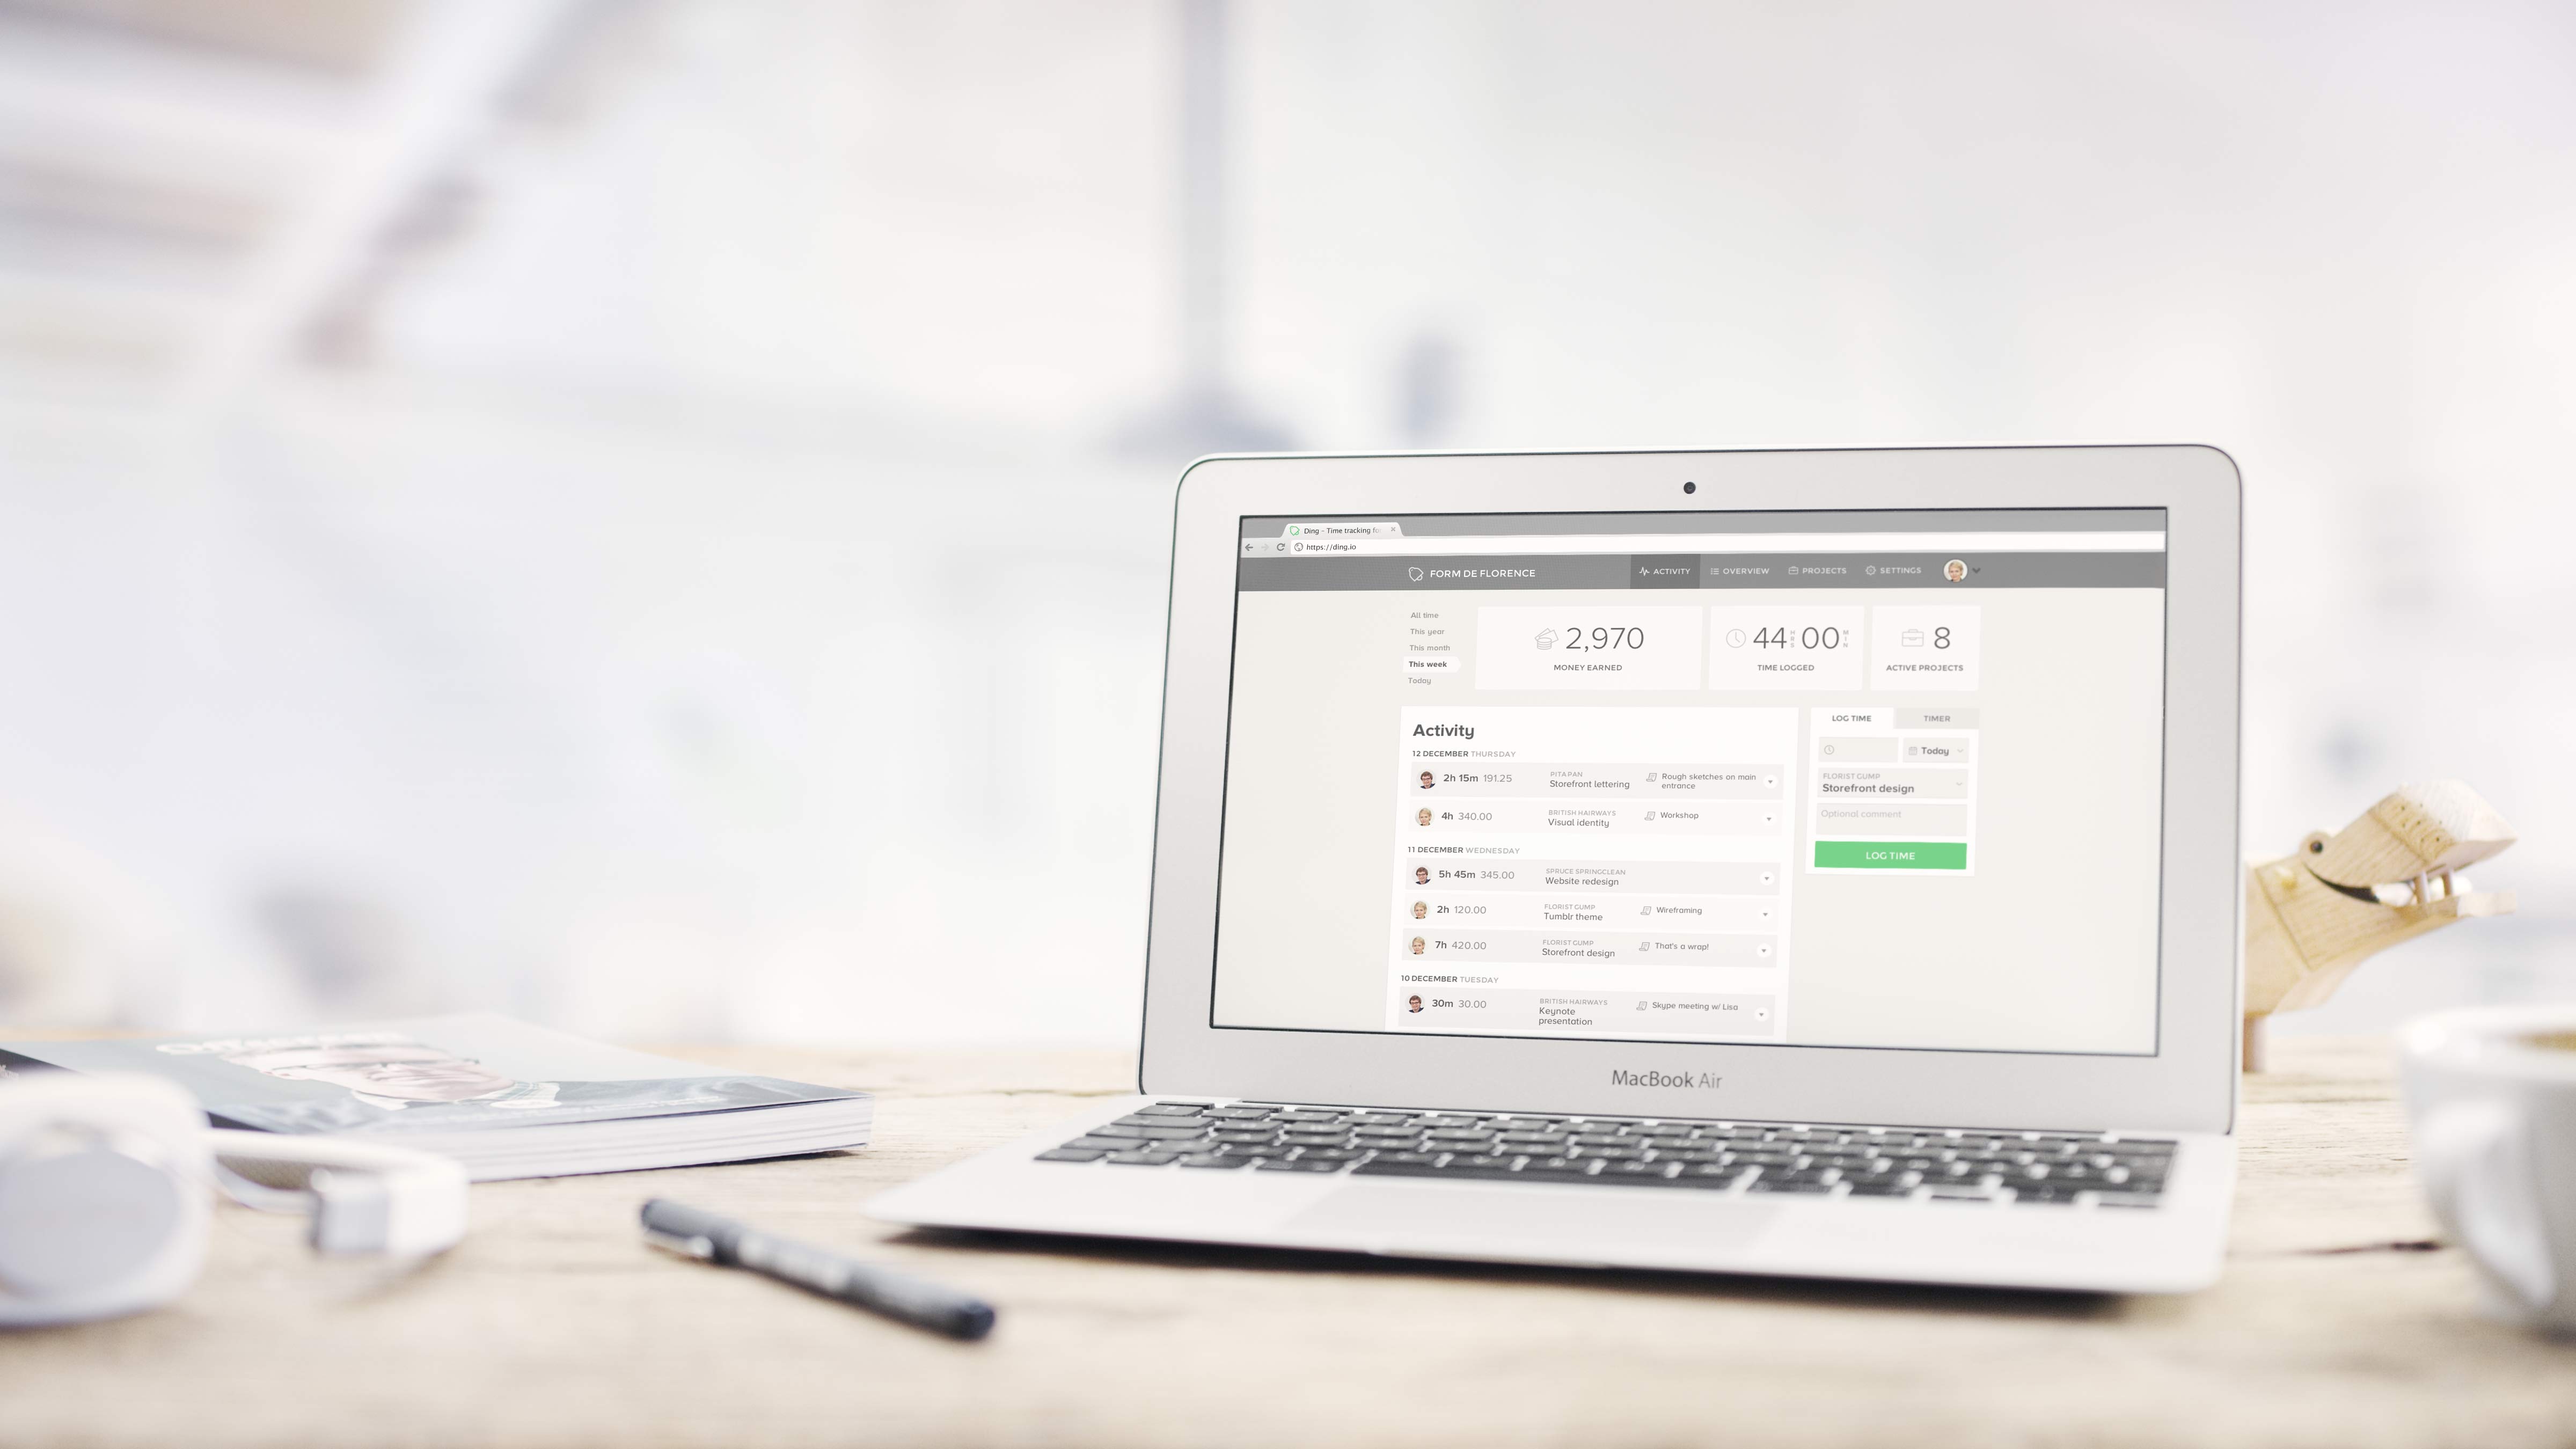 Ding – Time tracking fo
https://ding.io
FORM DE FLORENCE
ACTIVITY
OVERVIEW
PROJECTS
SETTINGS
All time
This year
This month
This week
Today
2,970
MONEY EARNED
44 HRS 00 MIN
TIME LOGGED
8
ACTIVE PROJECTS
Activity
12 DECEMBER THURSDAY
2h 15m 191.25
PITA PAN
Storefront lettering
Rough sketches on main
entrance
4h 340.00
BRITISH HAIRWAYS
Visual identity
Workshop
11 DECEMBER WEDNESDAY
5h 45m 345.00
SPRUCE SPRINGCLEAN
Website redesign
2h 120.00
FLORIST GUMP
Tumblr theme
Wireframing
7h 420.00
FLORIST GUMP
Storefront design
That's a wrap!
10 DECEMBER TUESDAY
30m 30.00
BRITISH HAIRWAYS
Keynote
presentation
Skype meeting w/ Lisa
LOG TIME
TIMER
Today
FLORIST GUMP
Storefront design
Optional comment
LOG TIME
MacBook Air